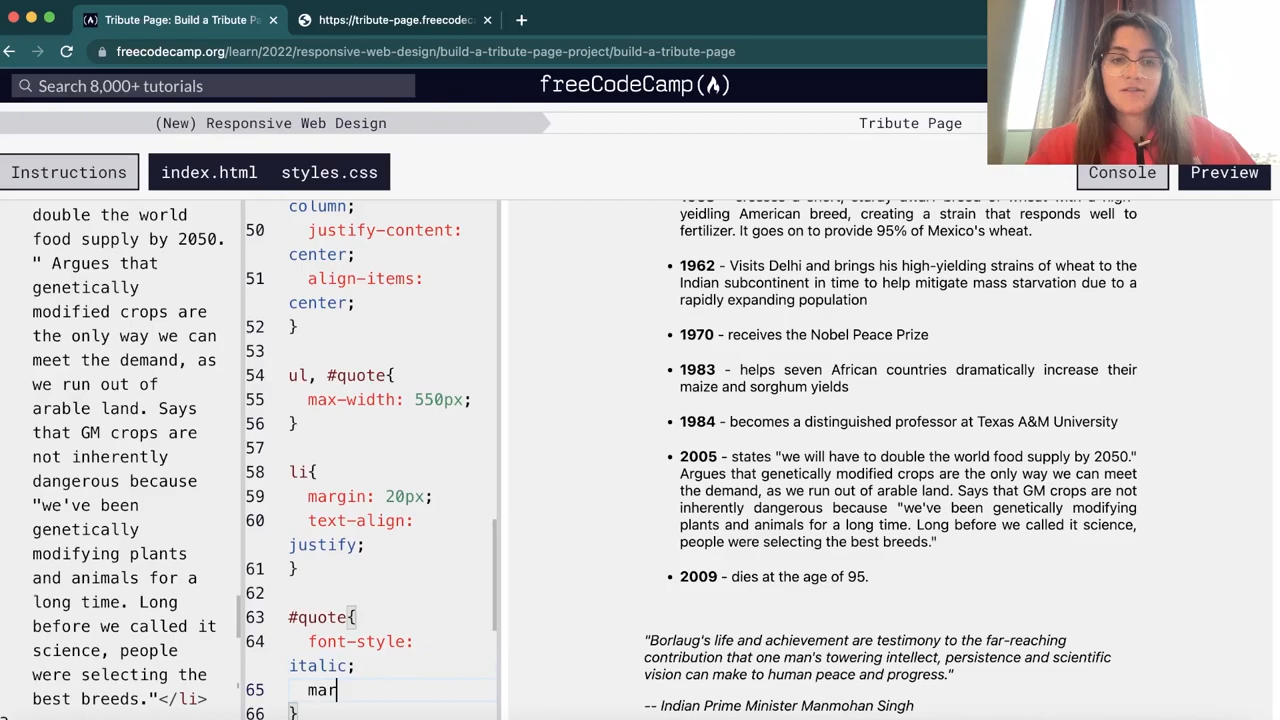 Tribute Page: Build a Tribute Pa
https://tribute-page.freecodec
freecodecamp.org/learn/2022/responsive-web-design/build-a-tribute-page-project/build-a-tribute-page
Search 8,000+ tutorials
freeCodeCamp
(New) Responsive Web Design
Tribute Page
Instructions
index.html
styles.css
Console
Preview
double the world
food supply by 2050.
" Argues that
genetically
modified crops are
the only way we can
meet the demand, as
we run out of
arable land. Says
that GM crops are
not inherently
dangerous because
"we've been
genetically
modifying plants
and animals for a
long time. Long
before we called it
science, people
were selecting the
best breeds."</li>
column;
50 justify-content:
center;
51 align-items:
center;
52 }
53
54 ul, #quote{
55 max-width: 550px;
56 }
57
58 li{
59 margin: 20px;
60 text-align:
justify;
61 }
62
63 #quote{
64 font-style:
italic;
65 mar
66 }
yeidling American breed, creating a strain that responds well to
fertilizer. It goes on to provide 95% of Mexico's wheat.
• 1962 - Visits Delhi and brings his high-yielding strains of wheat to the
Indian subcontinent in time to help mitigate mass starvation due to a
rapidly expanding population
• 1970 - receives the Nobel Peace Prize
• 1983 - helps seven African countries dramatically increase their
maize and sorghum yields
• 1984 - becomes a distinguished professor at Texas A&M University
• 2005 - states "we will have to double the world food supply by 2050."
Argues that genetically modified crops are the only way we can meet
the demand, as we run out of arable land. Says that GM crops are not
inherently dangerous because "we've been genetically modifying
plants and animals for a long time. Long before we called it science,
people were selecting the best breeds."
• 2009 - dies at the age of 95.
"Borlaug's life and achievement are testimony to the far-reaching
contribution that one man's towering intellect, persistence and scientific
vision can make to human peace and progress."
-- Indian Prime Minister Manmohan Singh